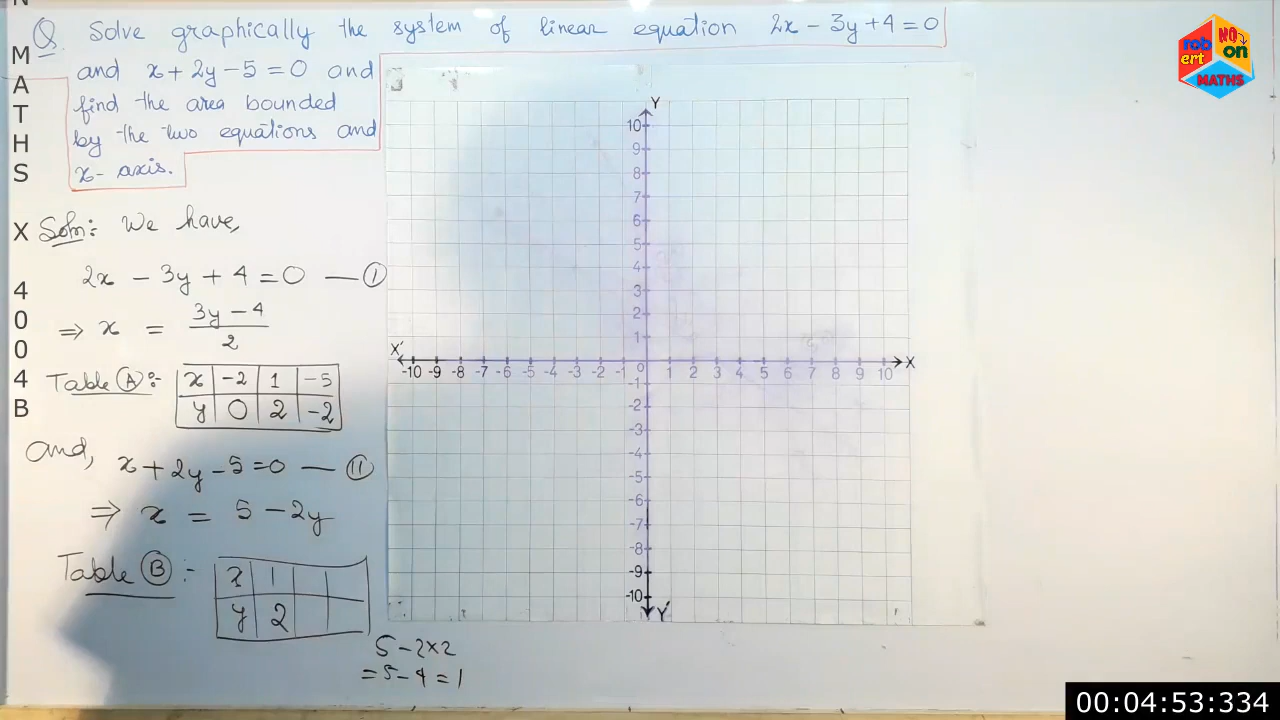 Q. Solve graphically the system of linear equation 2x - 3y + 4 = 0
and x + 2y - 5 = 0 and
find the area bounded
by the two equations and
x-axis.
Soln: We have,
2x - 3y + 4 = 0 — (I)
⇒ x = (3y - 4)/2
Table (A) :-
x | -2 | 1 | -5
y | 0 | 2 | -2
and,
x + 2y - 5 = 0 — (II)
⇒ x = 5 - 2y
Table (B) :-
x | 1
y | 2
5 - 2×2
= 5 - 4 = 1
Y
10
9
8
7
6
5
4
3
2
1
X' -10 -9 -8 -7 -6 -5 -4 -3 -2 -1 0 1 2 3 4 5 6 7 8 9 10 X
-1
-2
-3
-4
-5
-6
-7
-8
-9
-10
Y'
N
MATHS
X
4004B
rob
ert
NO
on
MATHS
00:04:53:334